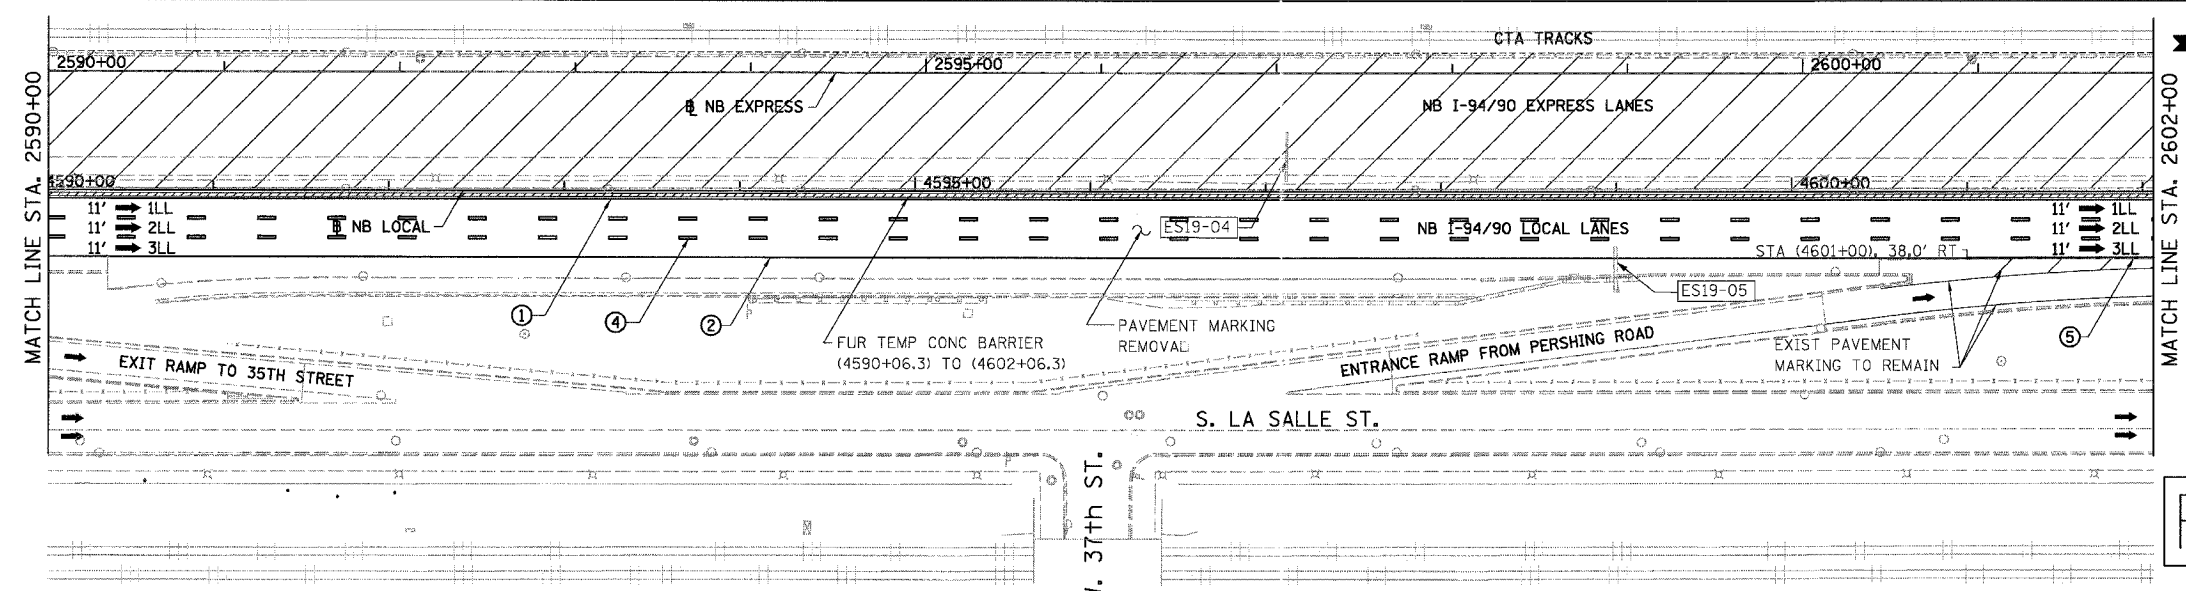 CTA TRACKS
2590+00
2595+00
2600+00
MATCH LINE STA. 2590+00
MATCH LINE STA. 2602+00
NB EXPRESS
NB I-94/90 EXPRESS LANES
4590+00
4595+00
4600+00
11' 1LL
11' 2LL
11' 3LL
NB LOCAL
ES19-04
NB I-94/90 LOCAL LANES
11' 1LL
11' 2LL
11' 3LL
STA (4601+00), 38.0' RT
ES19-05
1
4
2
5
PAVEMENT MARKING
REMOVAL
FUR TEMP CONC BARRIER
(4590+06.3) TO (4602+06.3)
EXIST PAVEMENT
MARKING TO REMAIN
ENTRANCE RAMP FROM PERSHING ROAD
EXIT RAMP TO 35TH STREET
S. LA SALLE ST.
37th ST.